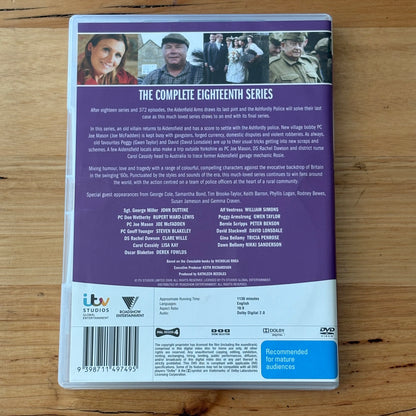 THE COMPLETE EIGHTEENTH SERIES
After eighteen series and 372 episodes, the Aidensfield Arms draws its last pint and the Ashfordly Police will solve their last
case as this much loved series draws to an end with its final series.
In this series, an old villain returns to Aidensfield and has a score to settle with the Ashfordly Police. New village bobby PC
Joe Mason (Joe McFadden) is kept busy with gangsters, forged currency, domestic disputes and violent robberies. As always,
old favourites Peggy (Gwen Taylor) and David (David Lonsdale) are up to their usual tricks getting into new scraps and
schemes. A few Aidensfield locals also make a trip outside Yorkshire as PC Joe Mason, DS Rachel Dawson and district nurse
Carol Cassidy head to Australia to trace former Aidensfield garage mechanic Rosie.
Mixing humour, love and tragedy with a range of colourful, compelling characters against the evocative backdrop of Britain
in the swinging '60s. Punctuated by the styles and sounds of the era, this much-loved series continues to win fans around
the world, with the action centred on a team of police officers at the heart of a rural community.
Special guest appearances from George Cole, Samantha Bond, Tim Brooke-Taylor, Keith Barron, Phyllis Logan, Rodney Bewes,
Susan Jameson and Gemma Craven.
Sgt. George Miller JOHN DUTTINE
PC Don Wetherby RUPERT WARD-LEWIS
PC Joe Mason JOE McFADDEN
PC Geoff Younger STEVEN BLAKELEY
DS Rachel Dawson CLARE WILLE
Carol Cassidy LISA KAY
Oscar Blaketon DEREK FOWLDS
Alf Ventress WILLIAM SIMONS
Peggy Armstrong GWEN TAYLOR
Bernie Scripps PETER BENSON
David Stockwell DAVID LONSDALE
Gina Bellamy TRICIA PENROSE
Dawn Bellamy NIKKI SANDERSON
Based on the Constable books by NICHOLAS RHEA
Executive Producer KEITH RICHARDSON
Produced by KATHLEEN BEEDLES
itv
STUDIOS
GLOBAL
ENTERTAINMENT
ROADSHOW
ENTERTAINMENT
Approximate Running Time:
Languages:
Aspect Ratio:
1138 minutes
English
16:9
Dolby Digital 2.0
PAL
DOLBY
DIGITAL
DVD
VIDEO
Recommended
for mature
audiences
9 398711 497495